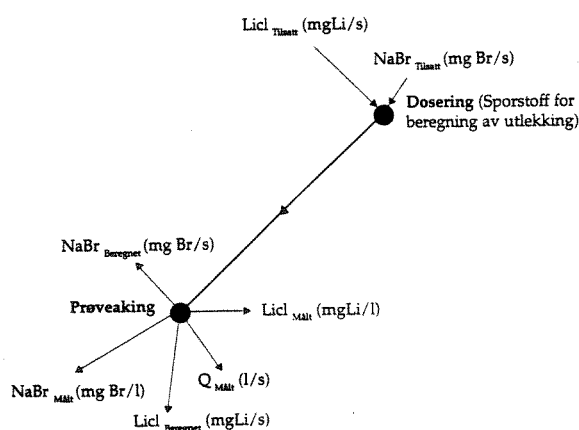 Licl Tilsatt (mgLi/s)
NaBr Tilsatt (mg Br/s)
Dosering (Sporstoff for
beregning av utlekking)
NaBr Beregnet (mg Br/s)
Prøveaking
Licl Målt (mgLi/l)
Q Målt (l/s)
NaBr Målt (mg Br/l)
Licl Beregnet (mgLi/s)